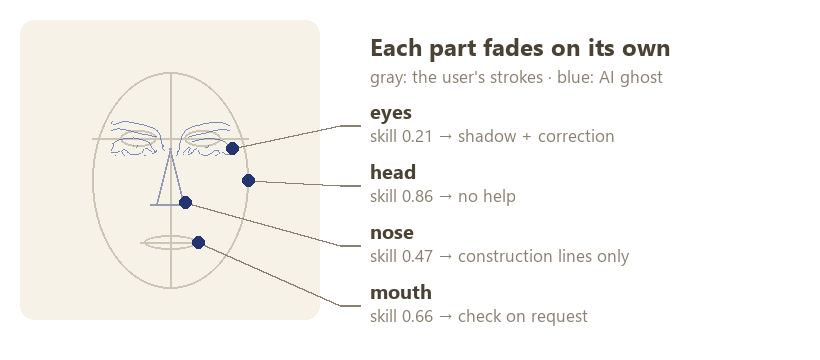 Each part fades on its own
gray: the user's strokes · blue: AI ghost
eyes
skill 0.21 → shadow + correction
head
skill 0.86 → no help
nose
skill 0.47 → construction lines only
mouth
skill 0.66 → check on request